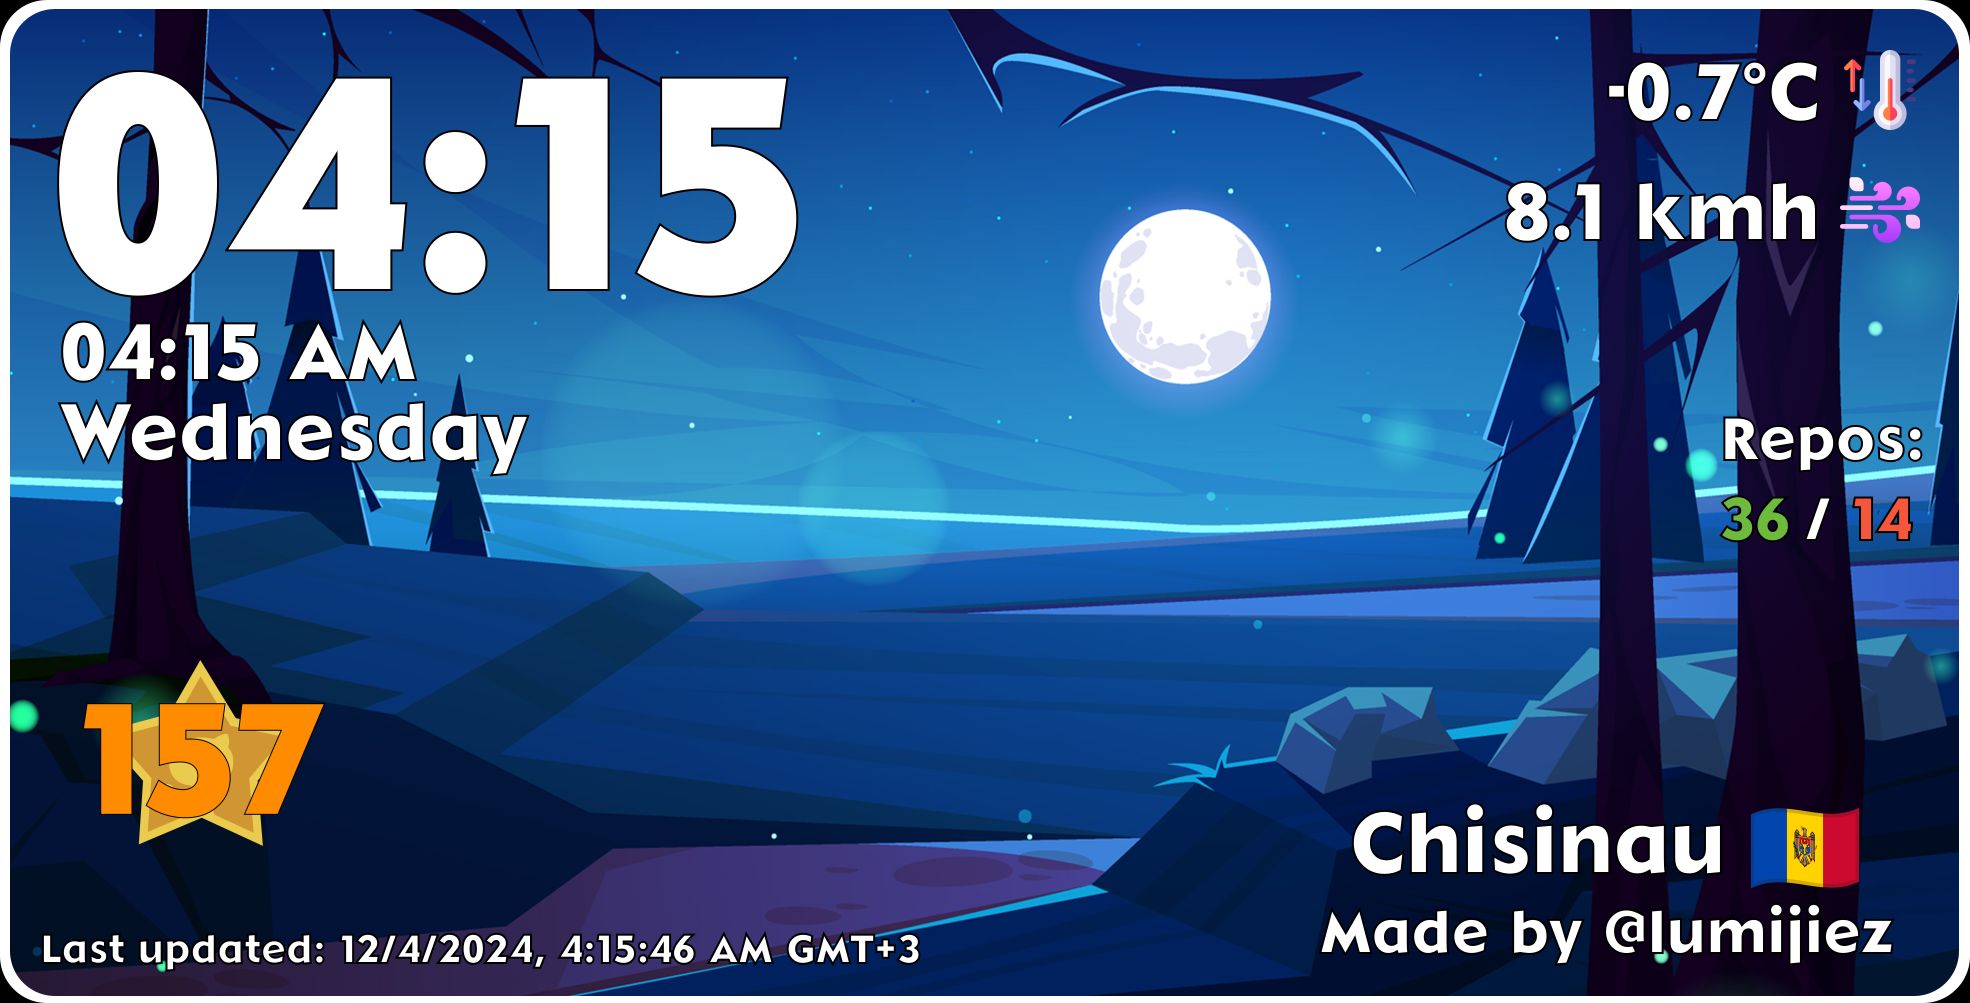 04:15
04:15 AM
Wednesday
-0.7°C
8.1 kmh
Repos:
36 / 14
157
Chisinau
Made by @lumijiez
Last updated: 12/4/2024, 4:15:46 AM GMT+3